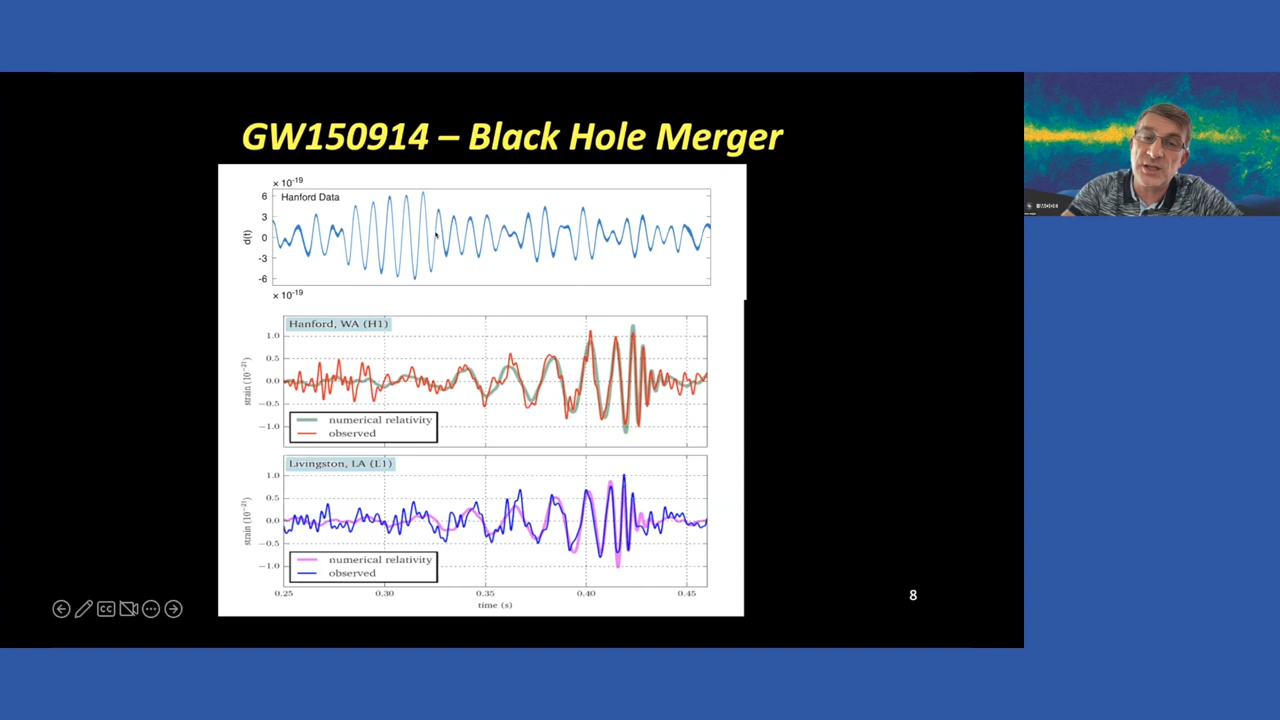 GW150914 – Black Hole Merger
× 10⁻¹⁹
Hanford Data
6
3
0
-3
-6
d(t)
× 10⁻¹⁹
Hanford, WA (H1)
1.0
0.5
0.0
−0.5
−1.0
strain (10⁻²¹)
numerical relativity
observed
Livingston, LA (L1)
1.0
0.5
0.0
−0.5
−1.0
strain (10⁻²¹)
numerical relativity
observed
0.25 0.30 0.35 0.40 0.45
time (s)
8
CC